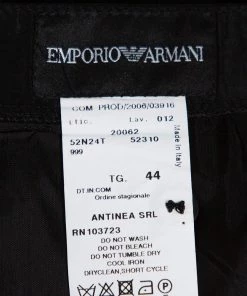 EMPORIO ARMANI
COM PROD/2006/03916
Lav. 012
20062
52N24T 52310
999
Made in Italy
TG. 44
DT.IN.COM
Ordine stagionale
ANTINEA SRL
RN103723
DO NOT WASH
DO NOT BLEACH
DO NOT TUMBLE DRY
COOL IRON
DRYCLEAN, SHORT CYCLE